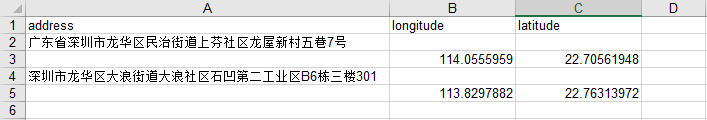 A B C D
1 address longitude latitude
2 广东省深圳市龙华区民治街道上芬社区龙屋新村五巷7号
3 114.0555959 22.70561948
4 深圳市龙华区大浪街道大浪社区石凹第二工业区B6栋三楼301
5 113.8297882 22.76313972
6